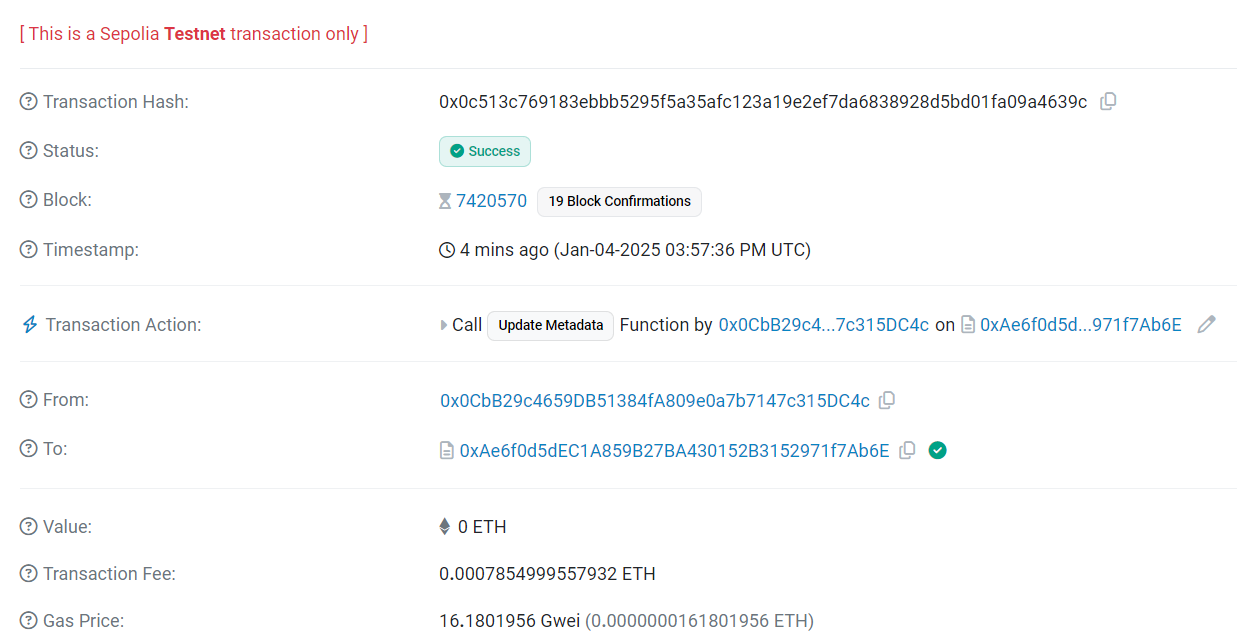 [ This is a Sepolia Testnet transaction only ]
Transaction Hash: 0x0c513c769183ebbb5295f5a35afc123a19e2ef7da6838928d5bd01fa09a4639c
Status: Success
Block: 7420570 19 Block Confirmations
Timestamp: 4 mins ago (Jan-04-2025 03:57:36 PM UTC)
Transaction Action: Call Update Metadata Function by 0x0CbB29c4...7c315DC4c on 0xAe6f0d5d...971f7Ab6E
From: 0x0CbB29c4659DB51384fA809e0a7b7147c315DC4c
To: 0xAe6f0d5dEC1A859B27BA430152B3152971f7Ab6E
Value: 0 ETH
Transaction Fee: 0.0007854999557932 ETH
Gas Price: 16.1801956 Gwei (0.0000000161801956 ETH)